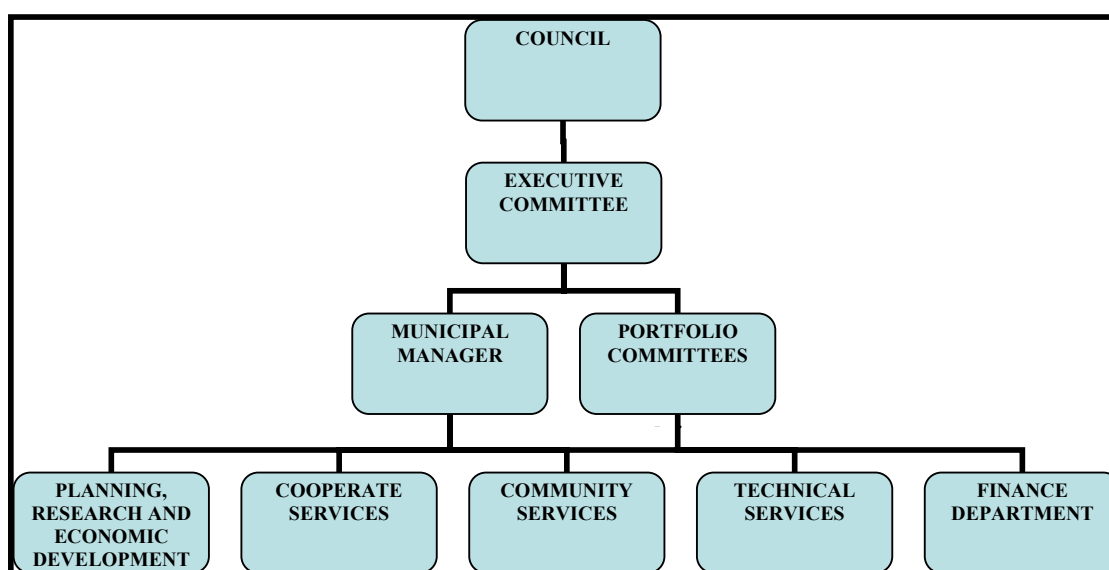 COUNCIL
EXECUTIVE
COMMITTEE
MUNICIPAL
MANAGER
PORTFOLIO
COMMITTEES
PLANNING,
RESEARCH AND
ECONOMIC
DEVELOPMENT
COOPERATE
SERVICES
COMMUNITY
SERVICES
TECHNICAL
SERVICES
FINANCE
DEPARTMENT